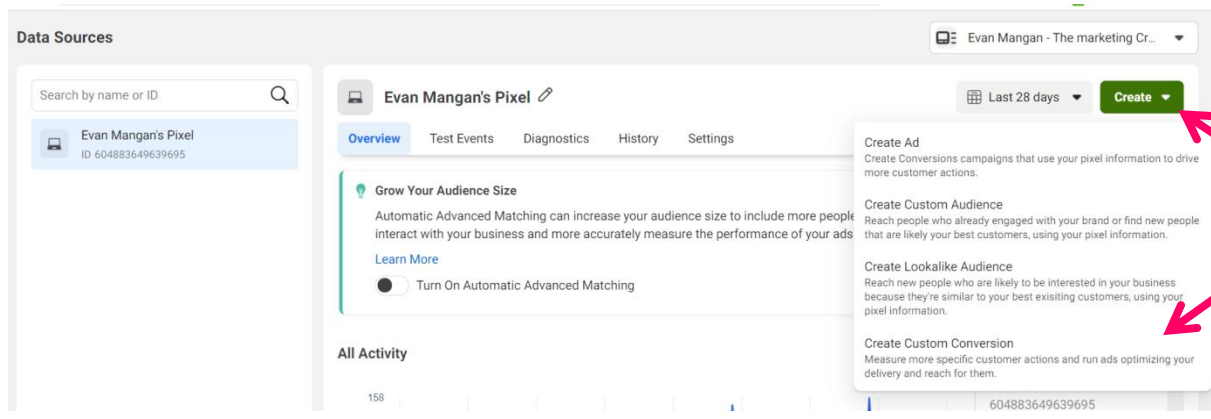 Data Sources
Evan Mangan - The marketing Cr...
Search by name or ID
Evan Mangan's Pixel
ID 604883649639695
Evan Mangan's Pixel
Last 28 days
Create
Overview Test Events Diagnostics History Settings
Grow Your Audience Size
Automatic Advanced Matching can increase your audience size to include more people
interact with your business and more accurately measure the performance of your ads
Learn More
Turn On Automatic Advanced Matching
All Activity
158
Create Ad
Create Conversions campaigns that use your pixel information to drive
more customer actions.
Create Custom Audience
Reach people who already engaged with your brand or find new people
that are likely your best customers, using your pixel information.
Create Lookalike Audience
Reach new people who are likely to be interested in your business
because they're similar to your best exisiting customers, using your
pixel information.
Create Custom Conversion
Measure more specific customer actions and run ads optimizing your
delivery and reach for them.
604883649639695